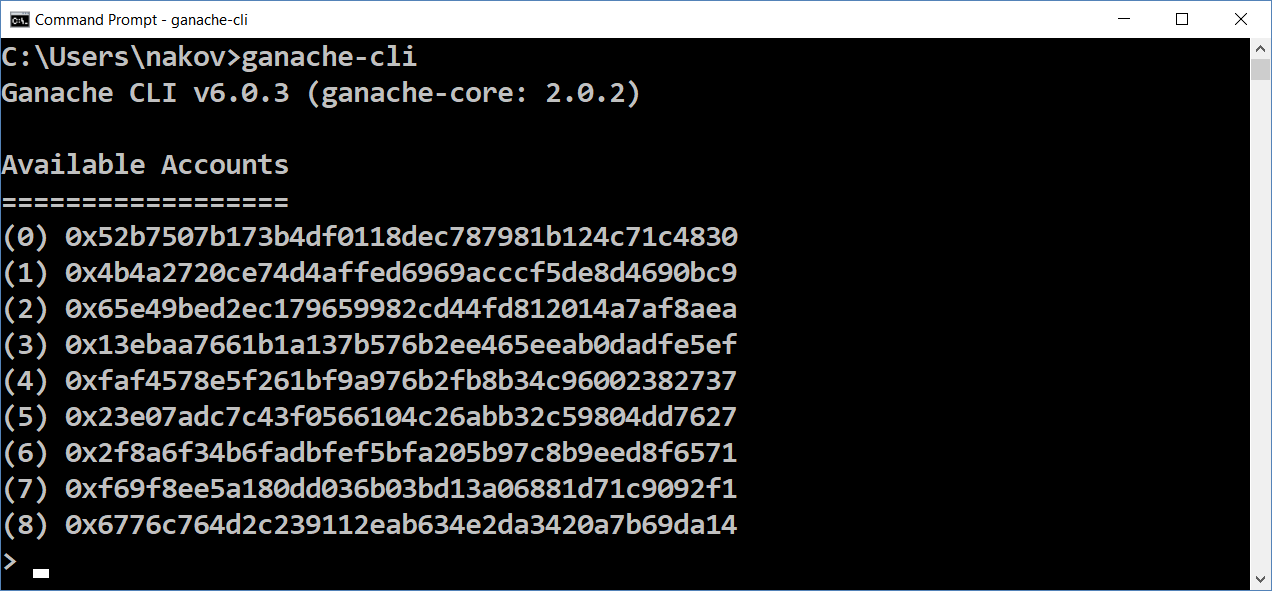 Command Prompt - ganache-cli
C:\Users\nakov>ganache-cli
Ganache CLI v6.0.3 (ganache-core: 2.0.2)
Available Accounts
==================
(0) 0x52b7507b173b4df0118dec787981b124c71c4830
(1) 0x4b4a2720ce74d4affed6969acccf5de8d4690bc9
(2) 0x65e49bed2ec179659982cd44fd812014a7af8aea
(3) 0x13ebaa7661b1a137b576b2ee465eeab0dadfe5ef
(4) 0xfaf4578e5f261bf9a976b2fb8b34c96002382737
(5) 0x23e07adc7c43f0566104c26abb32c59804dd7627
(6) 0x2f8a6f34b6fadbfef5bfa205b97c8b9eed8f6571
(7) 0xf69f8ee5a180dd036b03bd13a06881d71c9092f1
(8) 0x6776c764d2c239112eab634e2da3420a7b69da14
>